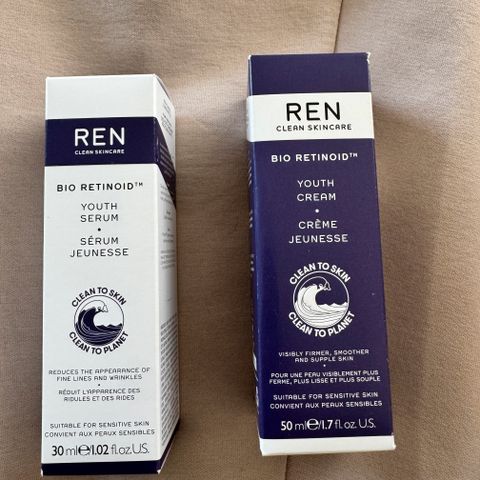 REN
CLEAN SKINCARE
BIO RETINOID™
YOUTH
SERUM
•
SÉRUM
JEUNESSE
CLEAN TO SKIN
CLEAN TO PLANET
REDUCES THE APPEARANCE OF
FINE LINES AND WRINKLES
•
RÉDUIT L'APPARENCE DES
RIDULES ET DES RIDES
•
SUITABLE FOR SENSITIVE SKIN
CONVIENT AUX PEAUX SENSIBLES
30 ml℮/1.02 fl.oz.US.
REN
CLEAN SKINCARE
BIO RETINOID™
YOUTH
CREAM
•
CRÈME
JEUNESSE
CLEAN TO SKIN
CLEAN TO PLANET
VISIBLY FIRMER, SMOOTHER
AND SUPPLE SKIN
•
POUR UNE PEAU VISIBLEMENT PLUS
FERME, PLUS LISSE ET PLUS SOUPLE
•
SUITABLE FOR SENSITIVE SKIN
CONVIENT AUX PEAUX SENSIBLES
50 ml℮/1.7 fl. oz. U.S.